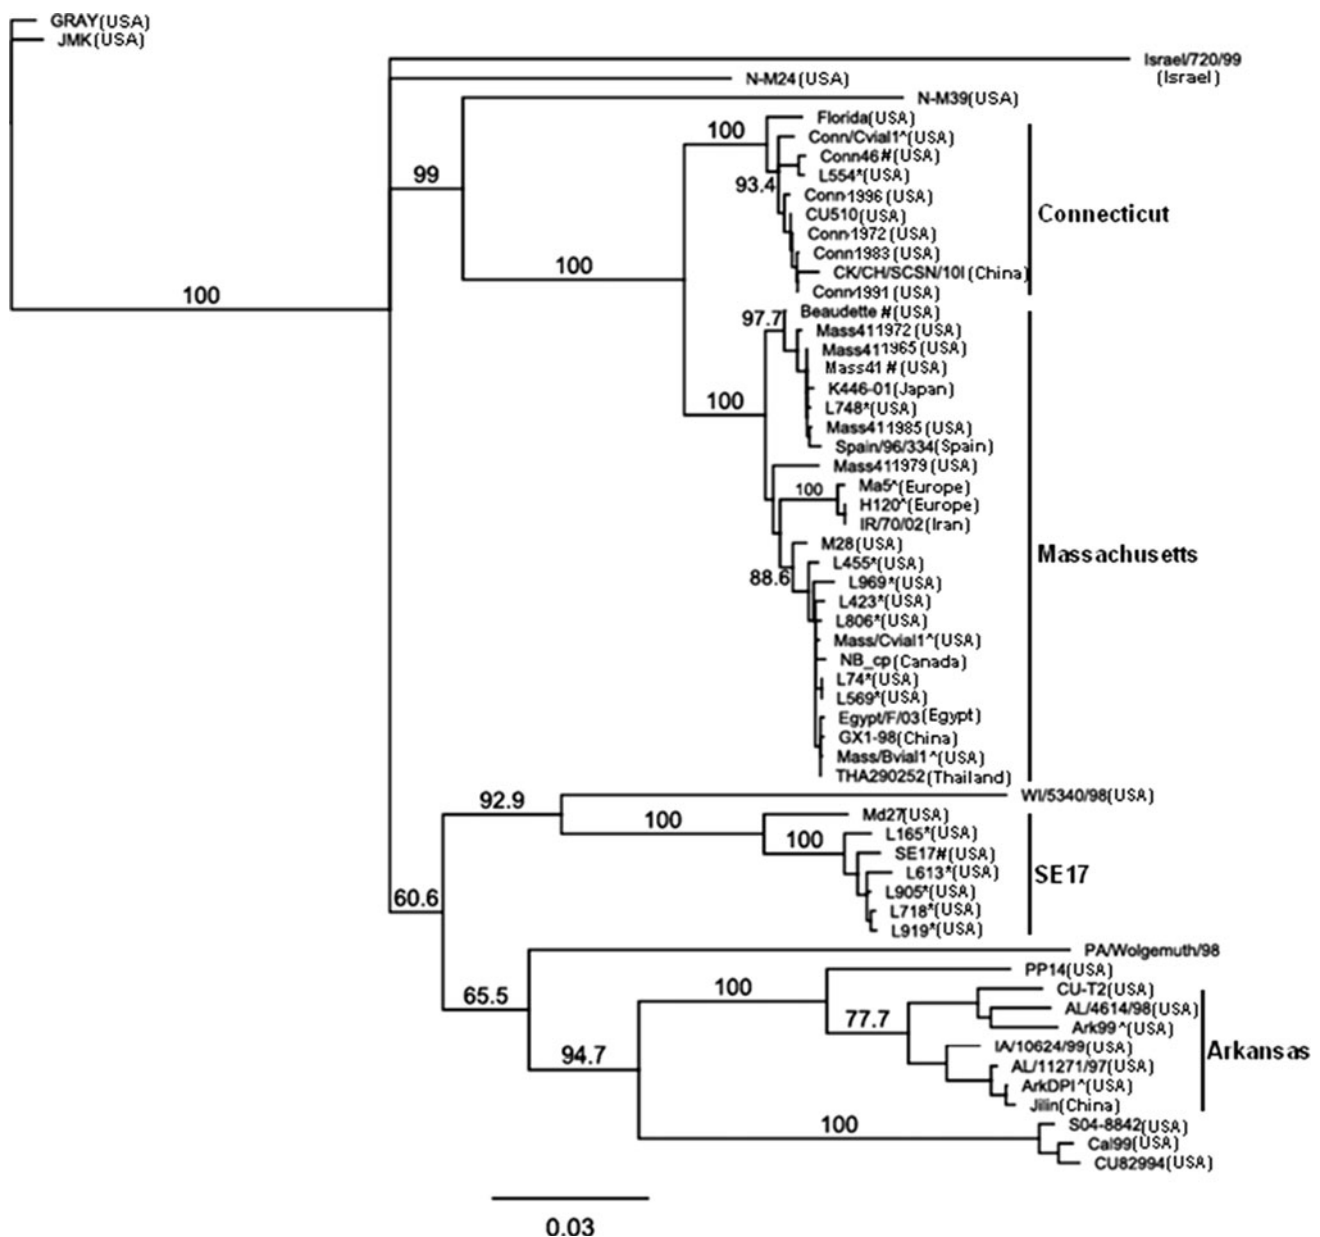 GRAY(USA)
JMK(USA)
Israel/720/99
(Israel)
N-M24(USA)
N-M39(USA)
Florida(USA)
100
Conn/Cvial1^(USA)
Conn46#(USA)
L554*(USA)
99
93.4
Conn1996(USA)
CU510(USA)
Connecticut
Conn1972(USA)
Conn1983(USA)
100
CK/CH/SCSN/10I(China)
100
Conn1991(USA)
Beaudette #(USA)
97.7
Mass411972(USA)
Mass411965(USA)
Mass41#(USA)
K446-01(Japan)
100
L748*(USA)
Mass411985(USA)
Spain/96/334(Spain)
Mass411979(USA)
100
Ma5^(Europe)
H120^(Europe)
IR/70/02(Iran)
M28(USA)
Massachusetts
L455*(USA)
88.6
L969*(USA)
L423*(USA)
L806*(USA)
Mass/Cvial1^(USA)
NB_cp(Canada)
L74*(USA)
L569*(USA)
Egypt/F/03(Egypt)
GX1-98(China)
Mass/Bvial1^(USA)
THA290252(Thailand)
92.9
WI/5340/98(USA)
Md27(USA)
100
L165*(USA)
100
SE17#(USA)
L613*(USA)
SE17
L905*(USA)
60.6
L718*(USA)
L919*(USA)
PA/Wolgemuth/98
PP14(USA)
100
CU-T2(USA)
65.5
AL/4614/98(USA)
77.7
Ark99^(USA)
IA/10624/99(USA)
Arkansas
94.7
AL/11271/97(USA)
ArkDPI^(USA)
Jilin(China)
100
S04-8842(USA)
Cal99(USA)
CU82994(USA)
0.03